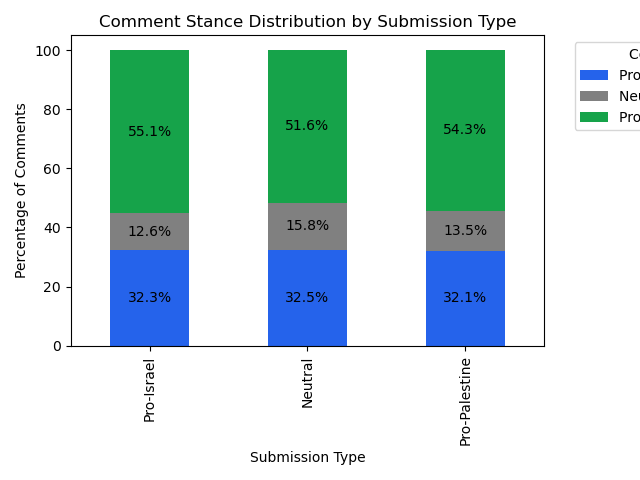 Comment Stance Distribution by Submission Type
Percentage of Comments
100
80
60
40
20
0
55.1%
12.6%
32.3%
51.6%
15.8%
32.5%
54.3%
13.5%
32.1%
Pro-Israel
Neutral
Pro-Palestine
Submission Type
Pro
Pro